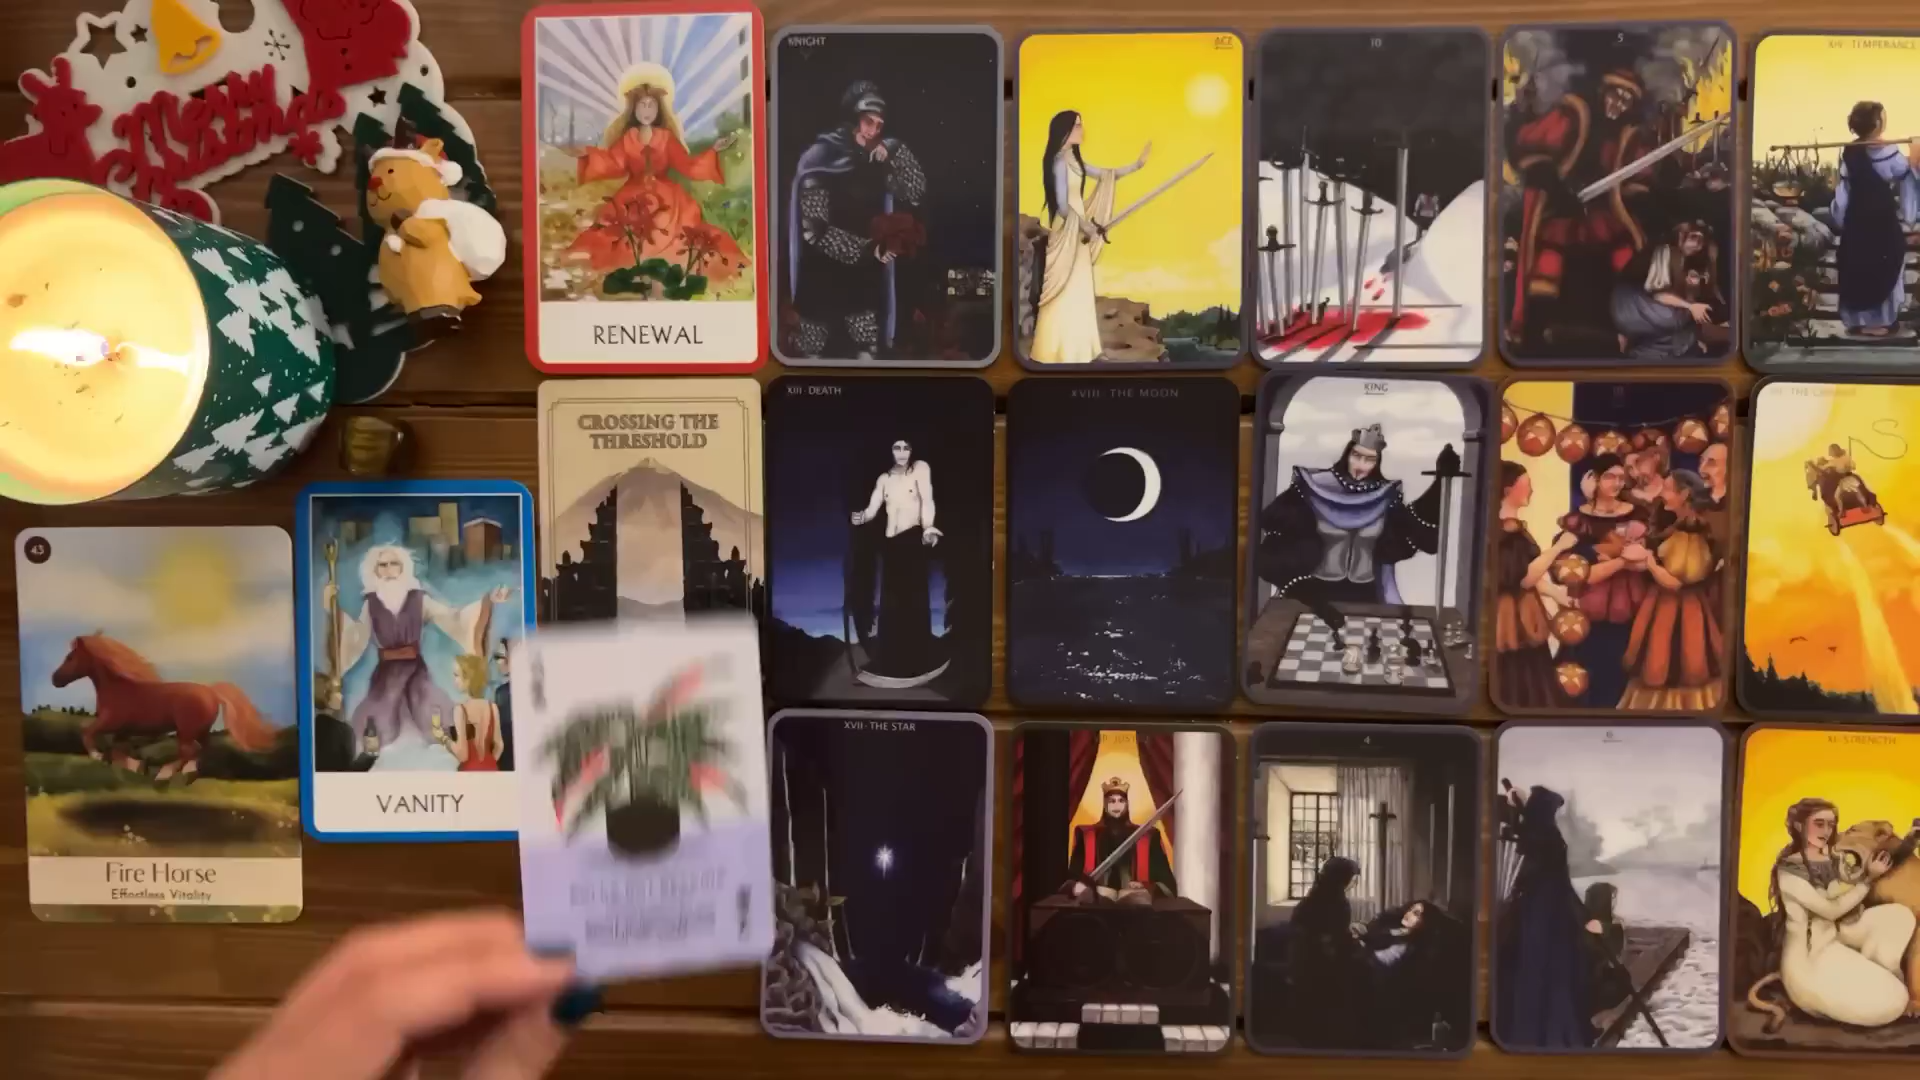 Merry
Christmas
RENEWAL
KNIGHT
ACE
10
5
XIV · TEMPERANCE
CROSSING THE
THRESHOLD
XIII · DEATH
XVIII · THE MOON
KING
43
Fire Horse
Effortless Vitality
VANITY
XVII · THE STAR
4
6
XI · STRENGTH